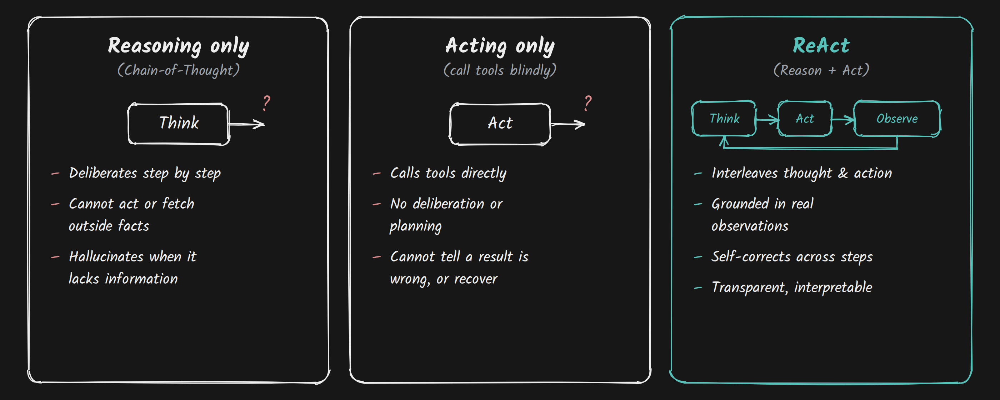 Reasoning only
(Chain-of-Thought)
?
Think
– Deliberates step by step
– Cannot act or fetch
outside facts
– Hallucinates when it
lacks information
Acting only
(call tools blindly)
?
Act
– Calls tools directly
– No deliberation or
planning
– Cannot tell a result is
wrong, or recover
ReAct
(Reason + Act)
Think
Act
Observe
– Interleaves thought & action
– Grounded in real
observations
– Self-corrects across steps
– Transparent, interpretable